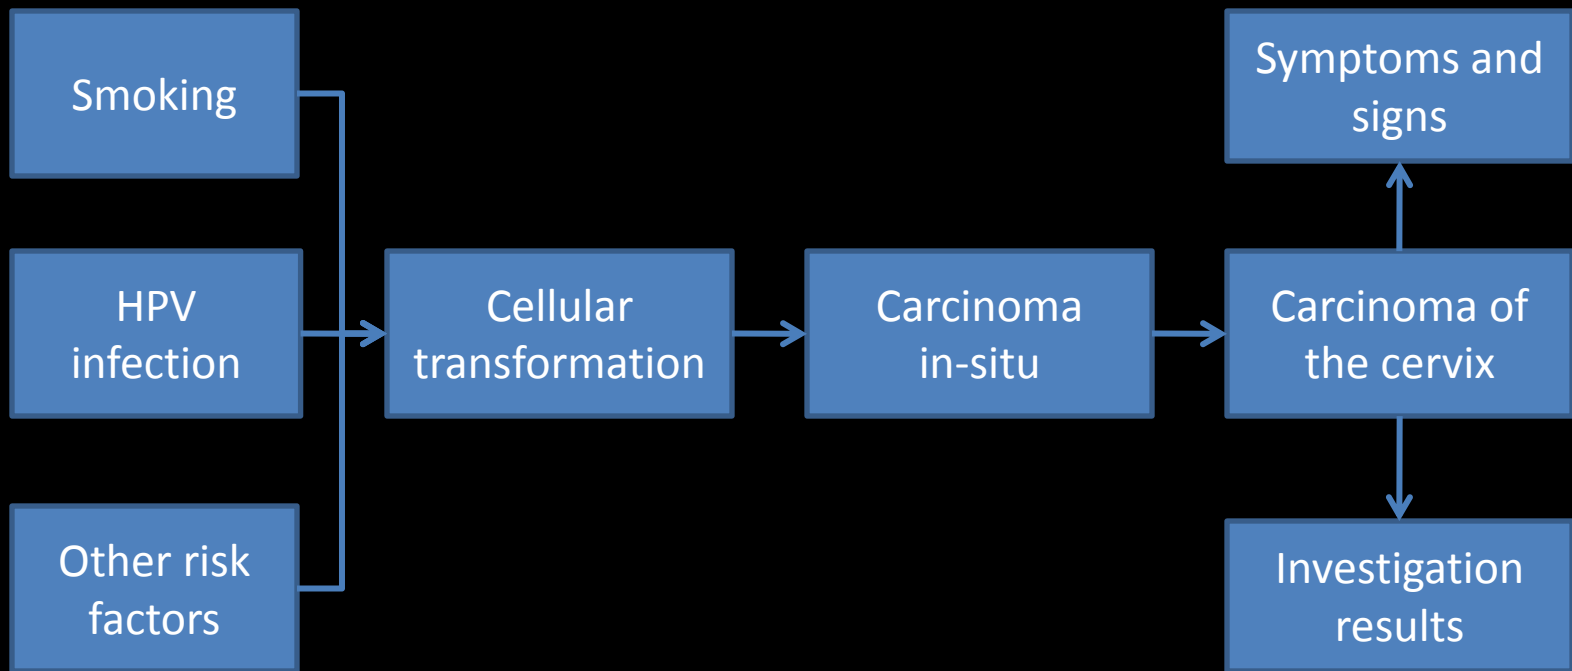 Smoking
HPV
infection
Other risk
factors
Cellular
transformation
Carcinoma
in-situ
Carcinoma of
the cervix
Symptoms and
signs
Investigation
results